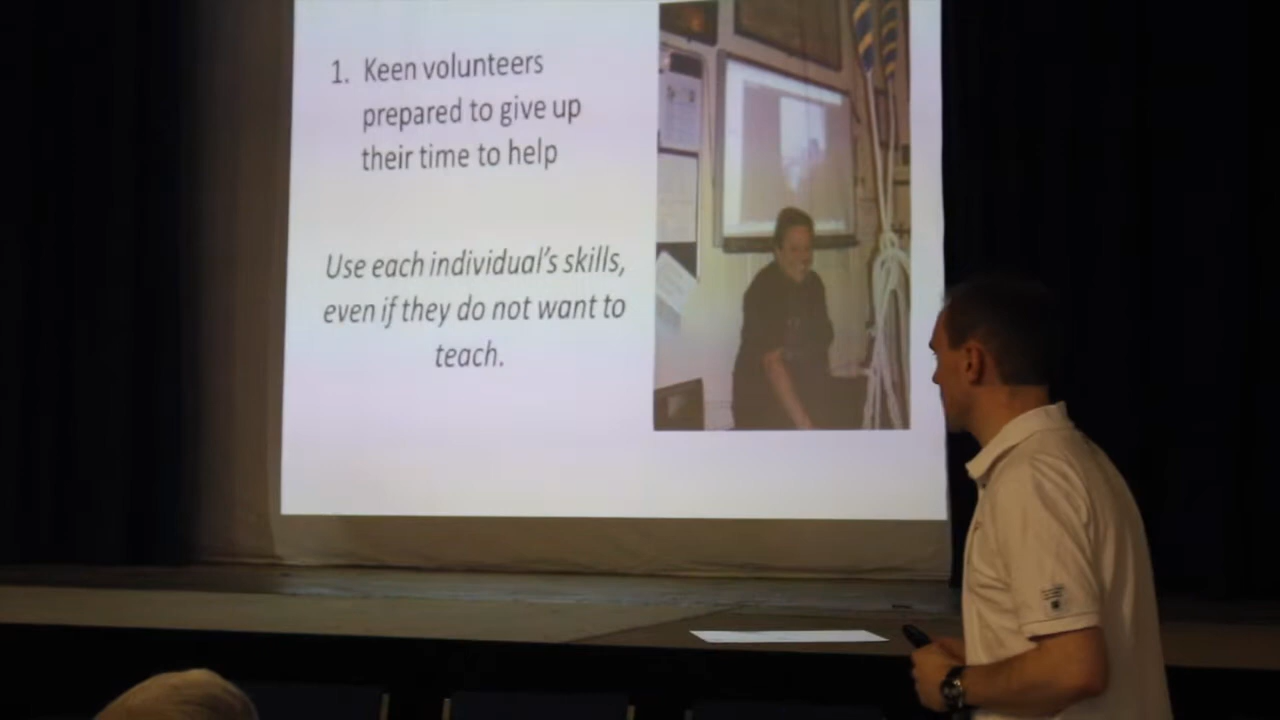 1. Keen volunteers
prepared to give up
their time to help
Use each individual's skills,
even if they do not want to
teach.